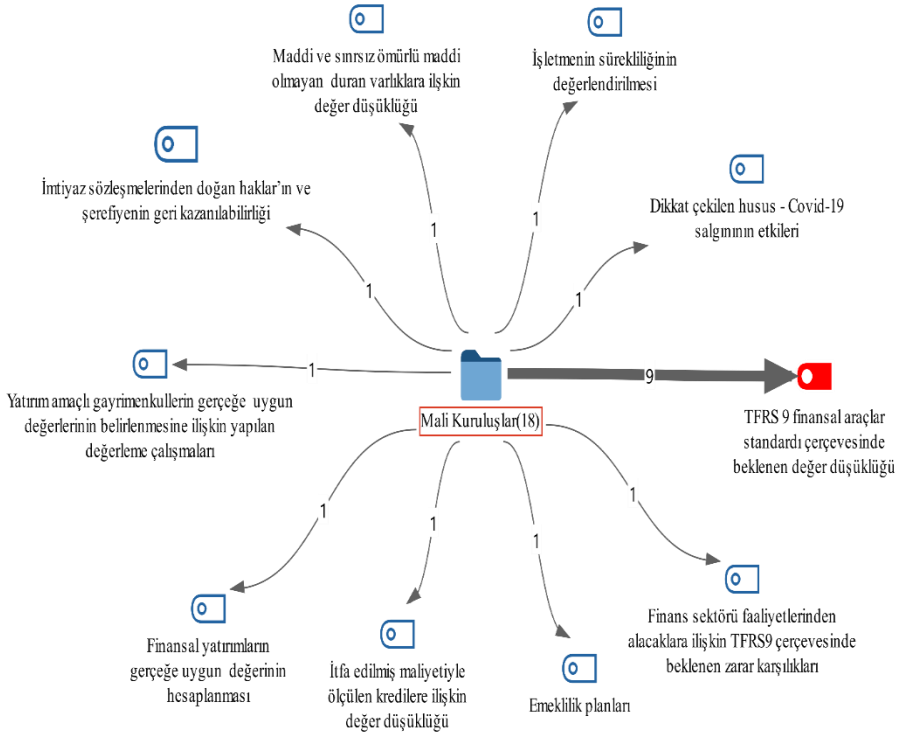 Maddi ve sınrsız ömürlü maddi
olmayan duran varlıklara ilişkin
değer düşüklüğü
İşletmenin sürekliliğinin
değerlendirilmesi
İmtiyaz sözleşmelerinden doğan haklar’ın ve
şerefiyenin geri kazanılabilirliği
Dikkat çekilen husus - Covid-19
salgınının etkileri
1
1
1
1
Yatırım amaçlı gayrimenkullerin gerçeğe uygun
değerlerinin belirlenmesine ilişkin yapılan
değerleme çalışmaları
1
9
Mali Kuruluşlar(18)
TFRS 9 finansal araçlar
standardı çerçevesinde
beklenen değer düşüklüğü
1
1
1
1
Finansal yatırımların
gerçeğe uygun değerinin
hesaplanması
İtfa edilmiş maliyetiyle
ölçülen kredilere ilişkin
değer düşüklüğü
Emeklilik planları
Finans sektörü faaliyetlerinden
alacaklara ilişkin TFRS9 çerçevesinde
beklenen zarar karşılıkları